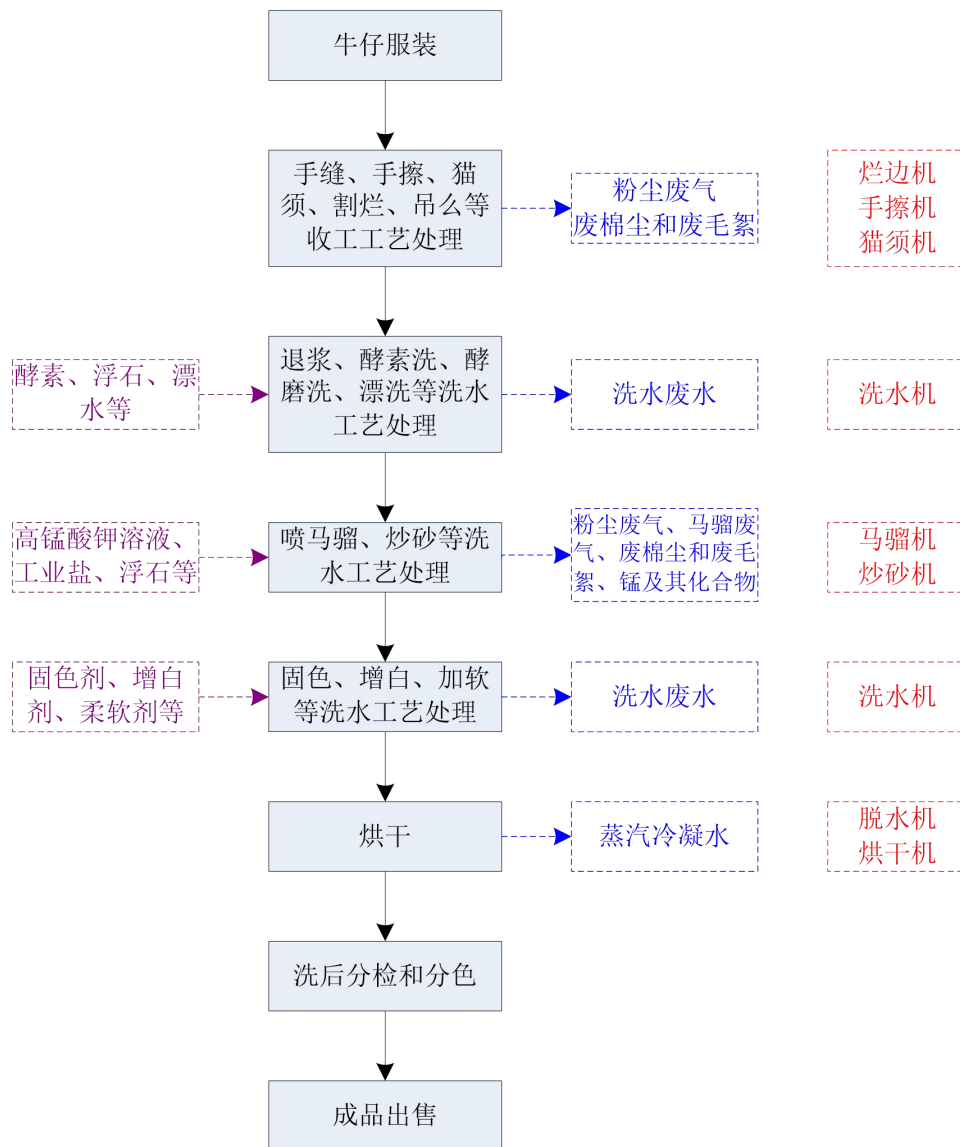 牛仔服装
手缝、手擦、猫
须、割烂、吊么等
收工工艺处理
粉尘废气
废棉尘和废毛絮
烂边机
手擦机
猫须机
酵素、浮石、漂
水等
退浆、酵素洗、酵
磨洗、漂洗等洗水
工艺处理
洗水废水
洗水机
高锰酸钾溶液、
工业盐、浮石等
喷马骝、炒砂等洗
水工艺处理
粉尘废气、马骝废
气、废棉尘和废毛
絮、锰及其化合物
马骝机
炒砂机
固色剂、增白
剂、柔软剂等
固色、增白、加软
等洗水工艺处理
洗水废水
洗水机
烘干
蒸汽冷凝水
脱水机
烘干机
洗后分检和分色
成品出售